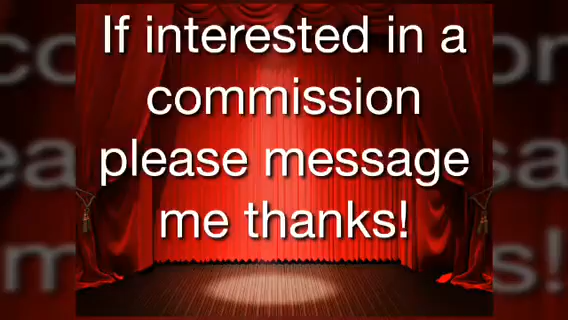 If interested in a
commission
please message
me thanks!